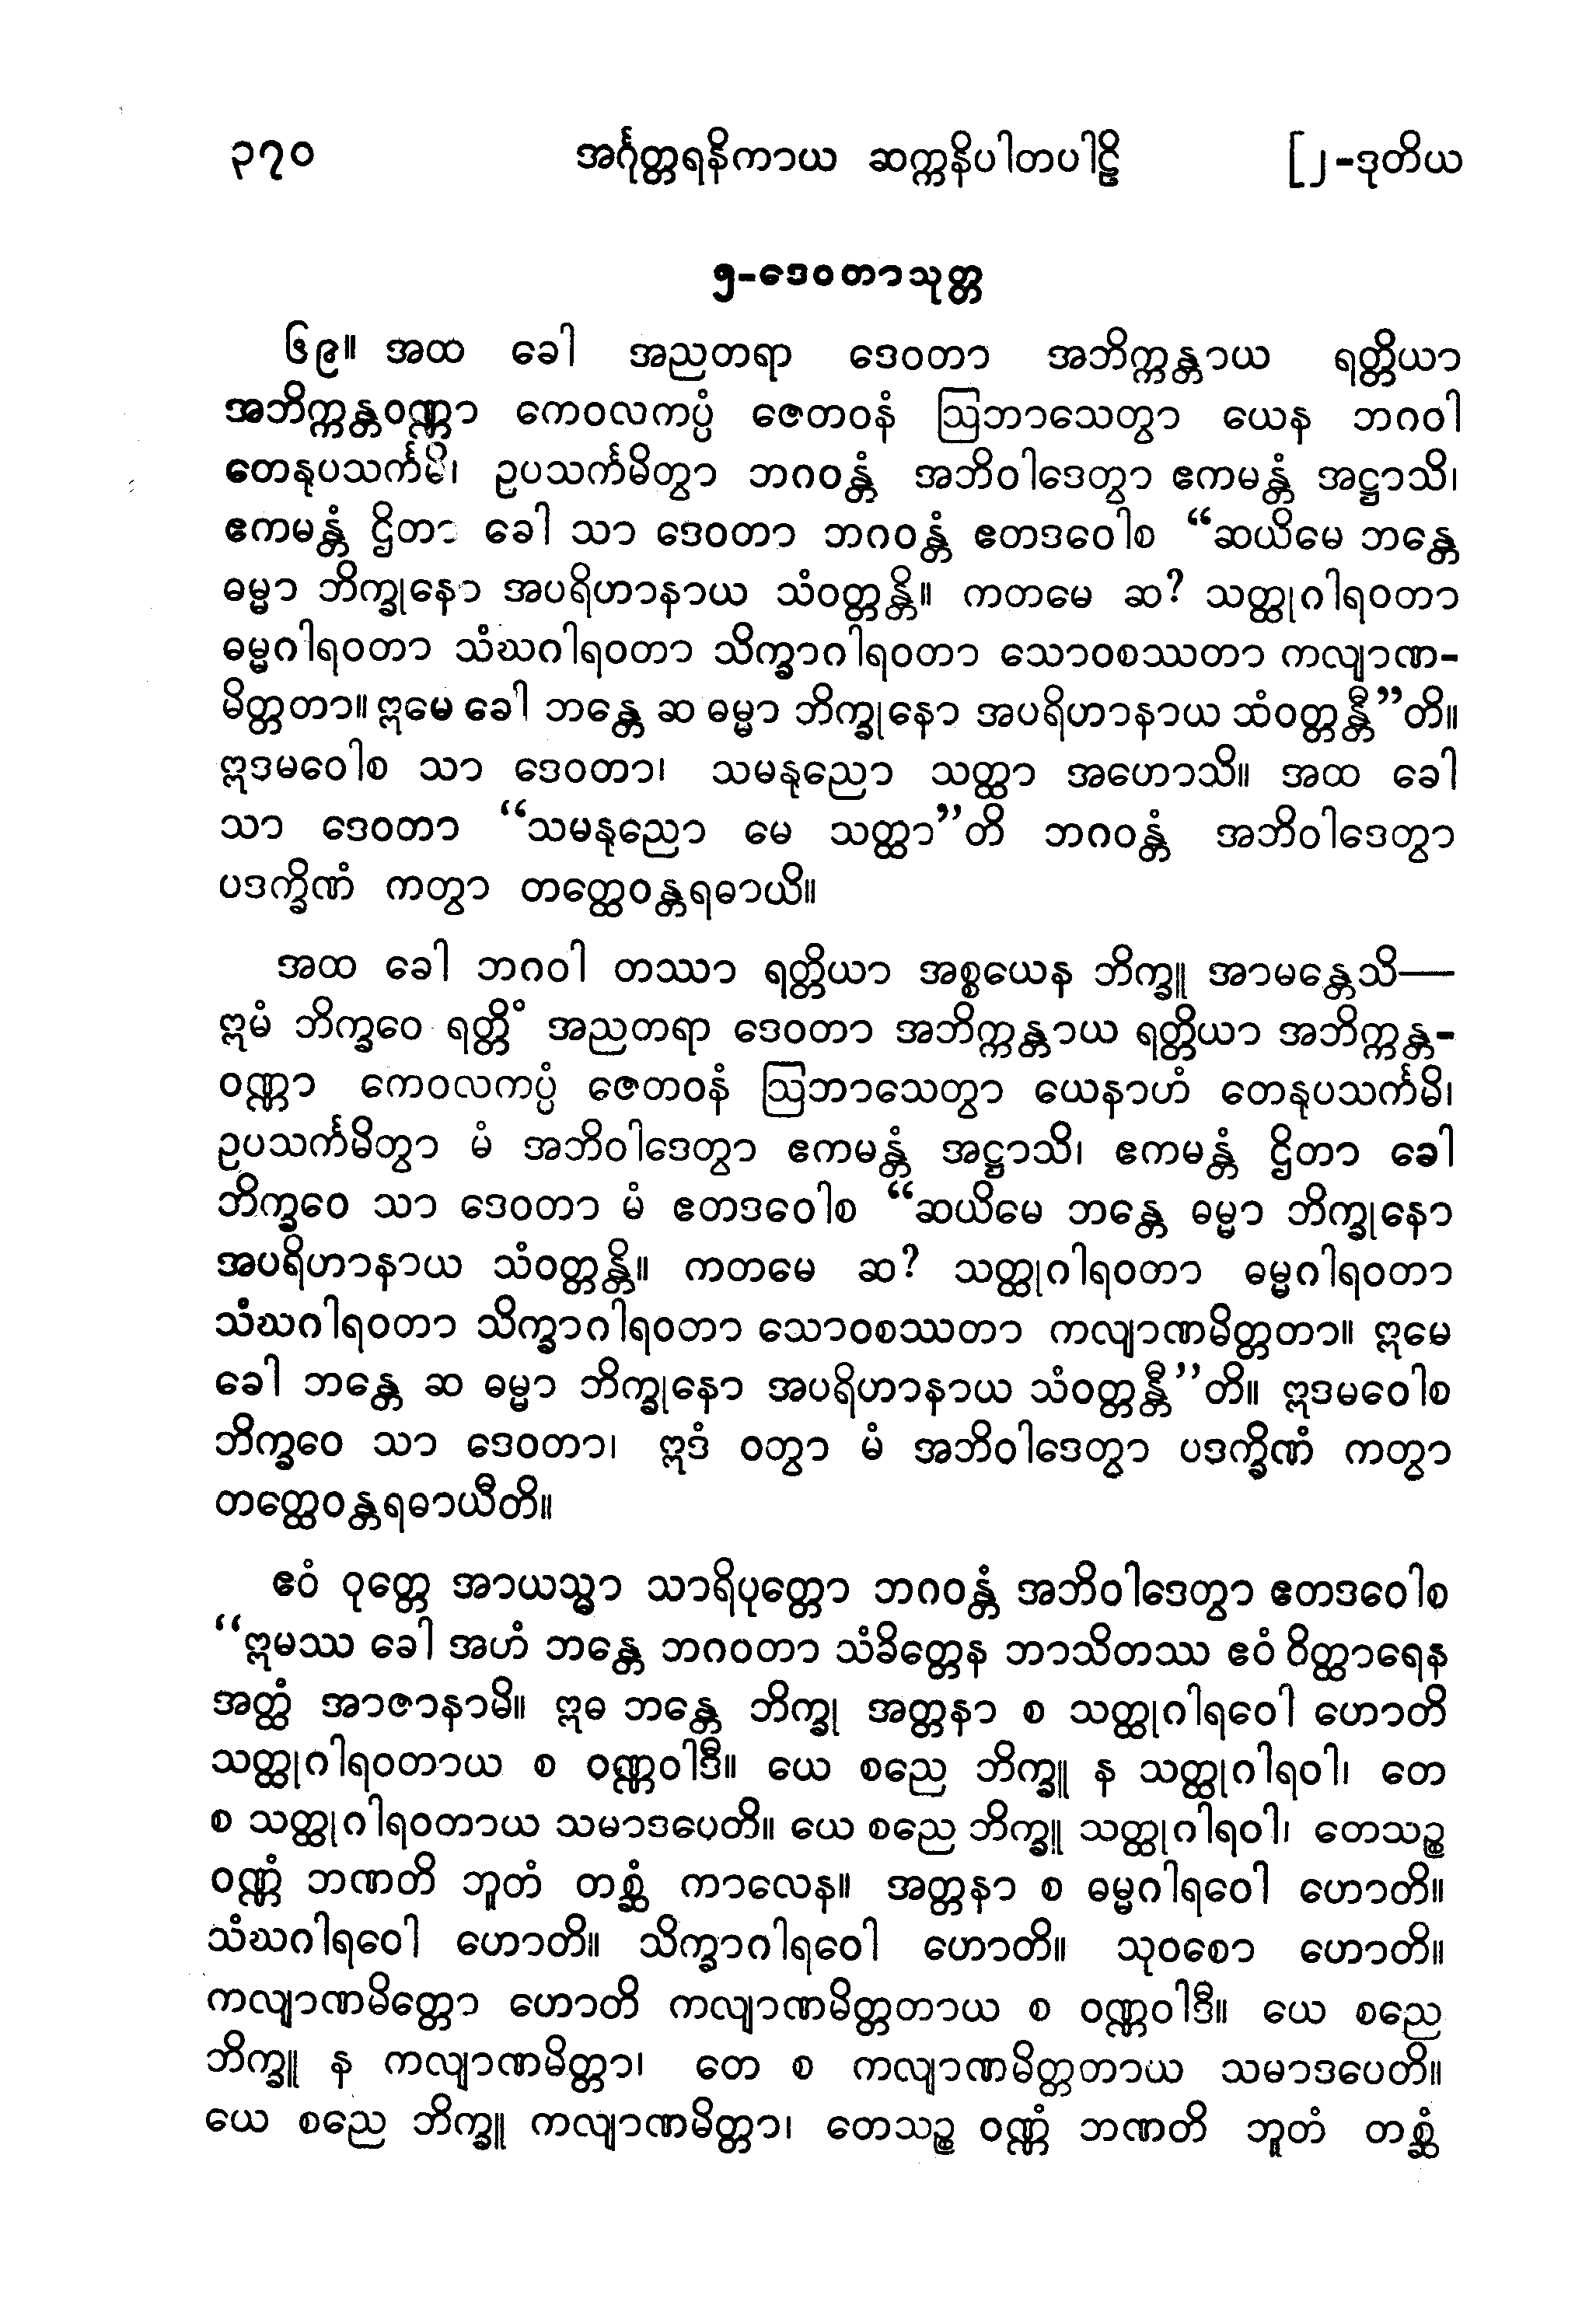 ၃၇၀ အင်္ဂုတ္တရနိကာယ ဆက္ကနိပါတပါဠိ [၂-ဒုတိယ
၅-ဒေဝတာသုတ္တ
၆၉။ အထ ခေါ အညတရာ ဒေဝတာ အဘိက္ကန္တာယ ရတ္တိယာ
အဘိက္ကန္တဝဏ္ဏာ ကေဝလကပ္ပံ ဇေတဝနံ ဩဘာသေတွာ ယေန ဘဂဝါ
တေနုပသင်္ကမိ၊ ဥပသင်္ကမိတွာ ဘဂဝန္တံ အဘိဝါဒေတွာ ဧကမန္တံ အဋ္ဌာသိ၊
ဧကမန္တံ ဌိတာ ခေါ သာ ဒေဝတာ ဘဂဝန္တံ ဧတဒဝေါစ “ဆယိမေ ဘန္တေ
ဓမ္မာ ဘိက္ခုနော အပရိဟာနာယ သံဝတ္တန္တိ။ ကတမေ ဆ? သတ္ထုဂါရဝတာ
ဓမ္မဂါရဝတာ သံဃဂါရဝတာ သိက္ခာဂါရဝတာ သောဝစဿတာ ကလျာဏ-
မိတ္တတာ။ ဣမေ ခေါ ဘန္တေ ဆ ဓမ္မာ ဘိက္ခုနော အပရိဟာနာယ သံဝတ္တန္တီ”တိ။
ဣဒမဝေါစ သာ ဒေဝတာ၊ သမနုညော သတ္ထာ အဟောသိ။ အထ ခေါ
သာ ဒေဝတာ “သမနုညော မေ သတ္ထာ”တိ ဘဂဝန္တံ အဘိဝါဒေတွာ
ပဒက္ခိဏံ ကတွာ တတ္ထေဝန္တရဓာယိ။
အထ ခေါ ဘဂဝါ တဿာ ရတ္တိယာ အစ္စယေန ဘိက္ခူ အာမန္တေသိ—
ဣမံ ဘိက္ခဝေ ရတ္တိံ အညတရာ ဒေဝတာ အဘိက္ကန္တာယ ရတ္တိယာ အဘိက္ကန္တ-
ဝဏ္ဏာ ကေဝလကပ္ပံ ဇေတဝနံ ဩဘာသေတွာ ယေနာဟံ တေနုပသင်္ကမိ၊
ဥပသင်္ကမိတွာ မံ အဘိဝါဒေတွာ ဧကမန္တံ အဋ္ဌာသိ၊ ဧကမန္တံ ဌိတာ ခေါ
ဘိက္ခဝေ သာ ဒေဝတာ မံ ဧတဒဝေါစ “ဆယိမေ ဘန္တေ ဓမ္မာ ဘိက္ခုနော
အပရိဟာနာယ သံဝတ္တန္တိ။ ကတမေ ဆ? သတ္ထုဂါရဝတာ ဓမ္မဂါရဝတာ
သံဃဂါရဝတာ သိက္ခာဂါရဝတာ သောဝစဿတာ ကလျာဏမိတ္တတာ။ ဣမေ
ခေါ ဘန္တေ ဆ ဓမ္မာ ဘိက္ခုနော အပရိဟာနာယ သံဝတ္တန္တီ”တိ။ ဣဒမဝေါစ
ဘိက္ခဝေ သာ ဒေဝတာ၊ ဣဒံ ဝတွာ မံ အဘိဝါဒေတွာ ပဒက္ခိဏံ ကတွာ
တတ္ထေဝန္တရဓာယီတိ။
ဧဝံ ဝုတ္တေ အာယသ္မာ သာရိပုတ္တော ဘဂဝန္တံ အဘိဝါဒေတွာ ဧတဒဝေါစ
“ဣမဿ ခေါ အဟံ ဘန္တေ ဘဂဝတာ သံခိတ္တေန ဘာသိတဿ ဧဝံ ဝိတ္ထာရေန
အတ္ထံ အာဇာနာမိ။ ဣဓ ဘန္တေ ဘိက္ခု အတ္တနာ စ သတ္ထုဂါရဝေါ ဟောတိ
သတ္ထုဂါရဝတာယ စ ဝဏ္ဏဝါဒီ။ ယေ စညေ ဘိက္ခူ န သတ္ထုဂါရဝါ၊ တေ
စ သတ္ထုဂါရဝတာယ သမာဒပေတိ။ ယေ စညေ ဘိက္ခူ သတ္ထုဂါရဝါ၊ တေသဉ္စ
ဝဏ္ဏံ ဘဏတိ ဘူတံ တစ္ဆံ ကာလေန။ အတ္တနာ စ ဓမ္မဂါရဝေါ ဟောတိ။
သံဃဂါရဝေါ ဟောတိ။ သိက္ခာဂါရဝေါ ဟောတိ။ သုဝစော ဟောတိ။
ကလျာဏမိတ္တော ဟောတိ ကလျာဏမိတ္တတာယ စ ဝဏ္ဏဝါဒီ။ ယေ စညေ
ဘိက္ခူ န ကလျာဏမိတ္တာ၊ တေ စ ကလျာဏမိတ္တတာယ သမာဒပေတိ။
ယေ စညေ ဘိက္ခူ ကလျာဏမိတ္တာ၊ တေသဉ္စ ဝဏ္ဏံ ဘဏတိ ဘူတံ တစ္ဆံ